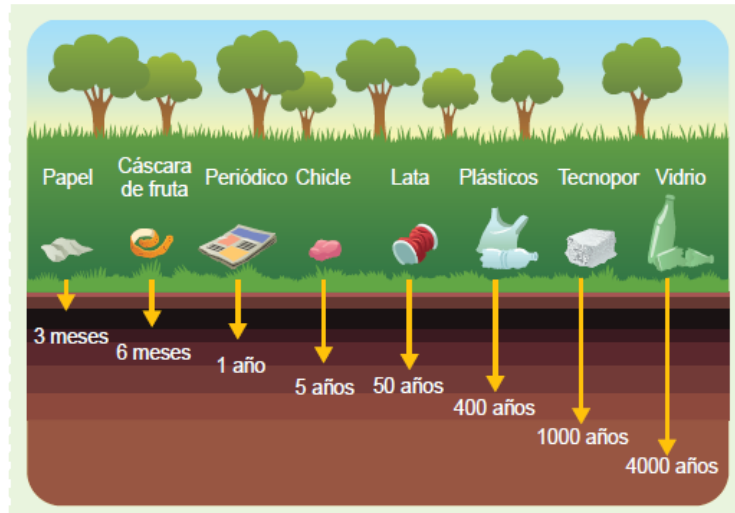 Papel
Cáscara
de fruta
Periódico
Chicle
Lata
Plásticos
Tecnopor
Vidrio
3 meses
6 meses
1 año
5 años
50 años
400 años
1000 años
4000 años